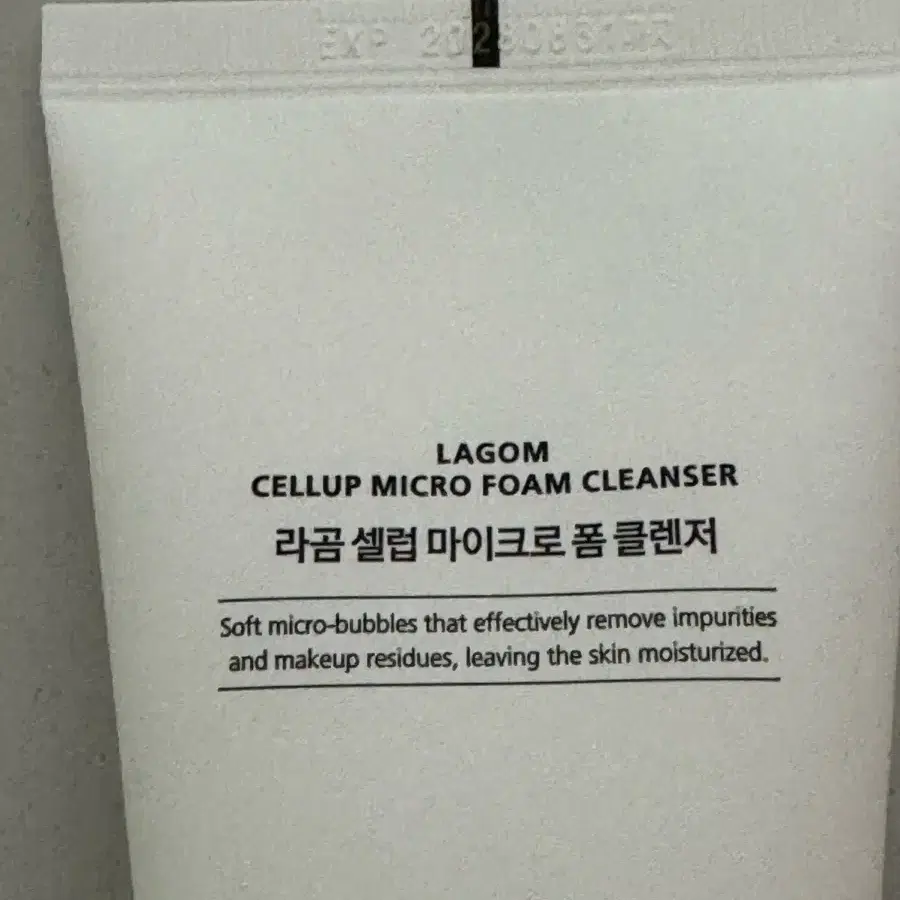 EXP
LAGOM
CELLUP MICRO FOAM CLEANSER
라곰 셀럽 마이크로 폼 클렌저
Soft micro-bubbles that effectively remove impurities
and makeup residues, leaving the skin moisturized.